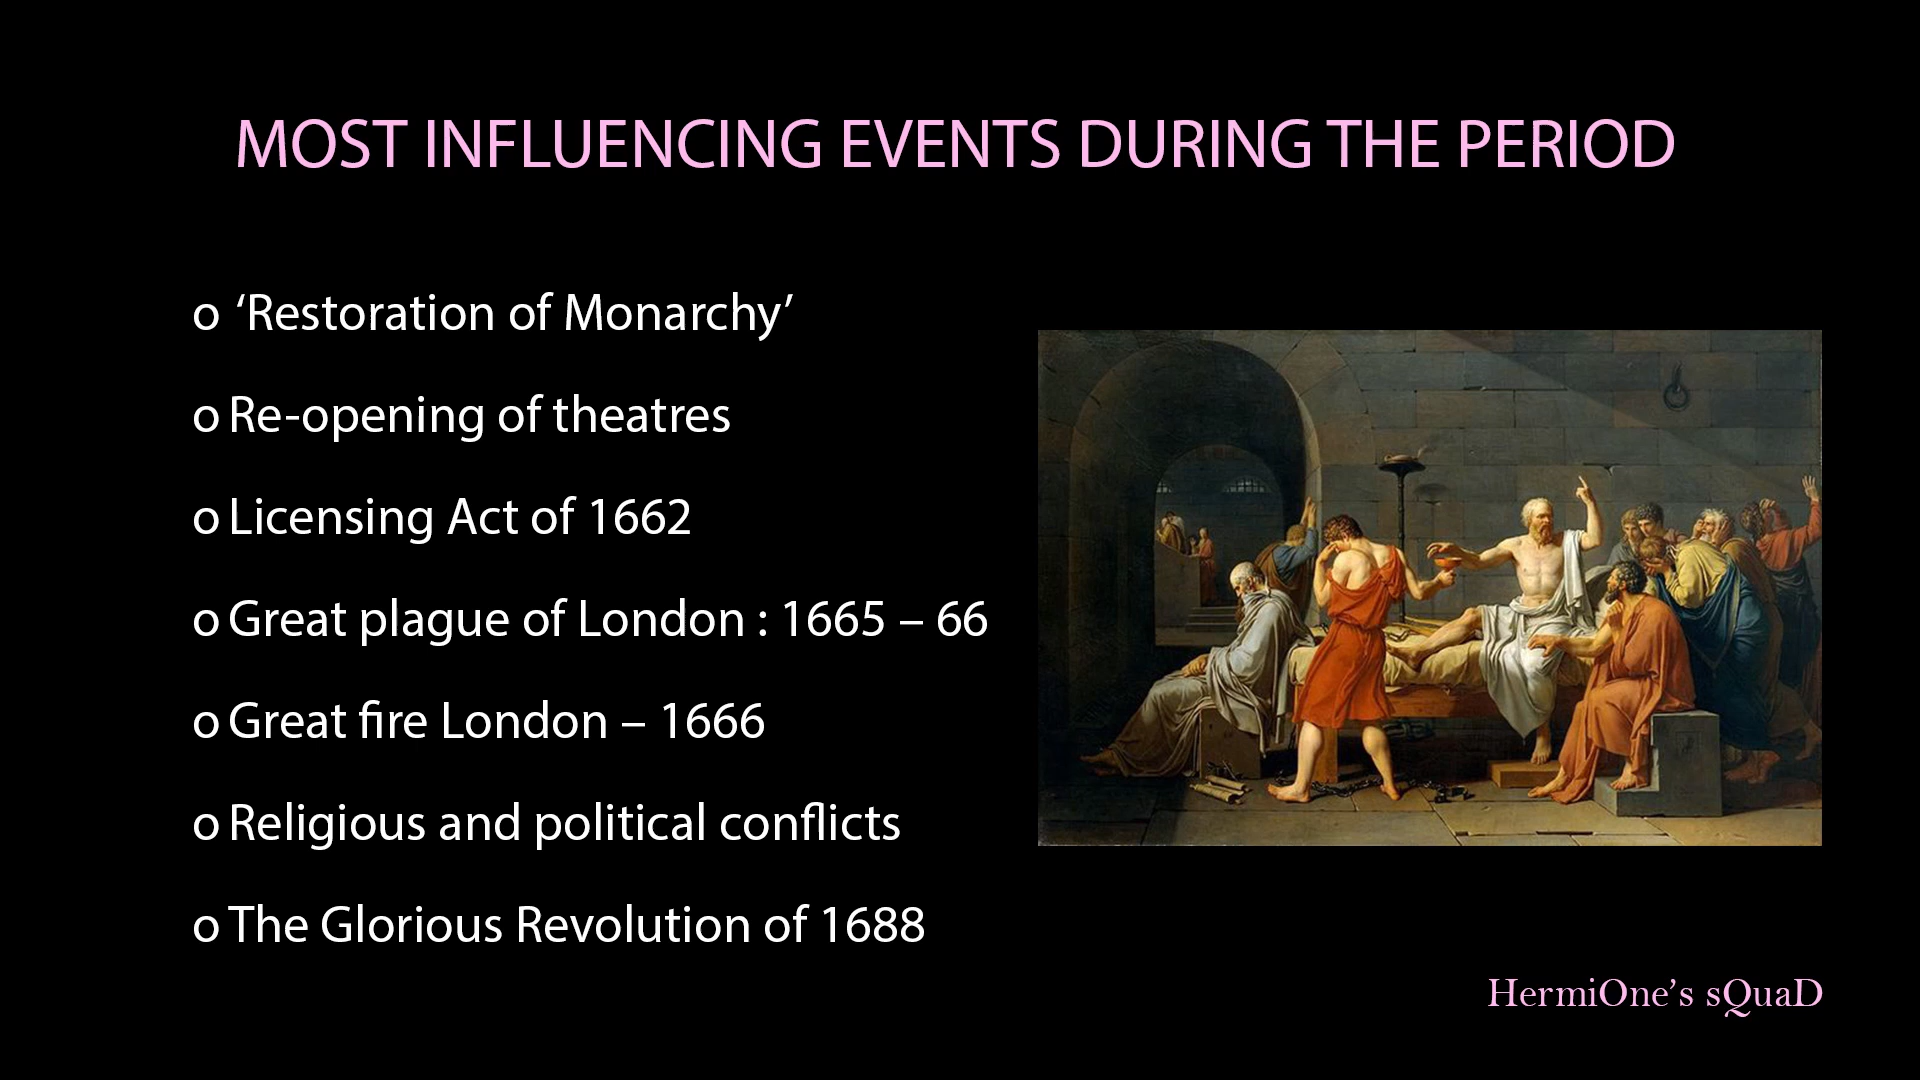 MOST INFLUENCING EVENTS DURING THE PERIOD
o ‘Restoration of Monarchy’
o Re-opening of theatres
o Licensing Act of 1662
o Great plague of London : 1665 – 66
o Great fire London – 1666
o Religious and political conflicts
o The Glorious Revolution of 1688
HermiOne’s sQuaD